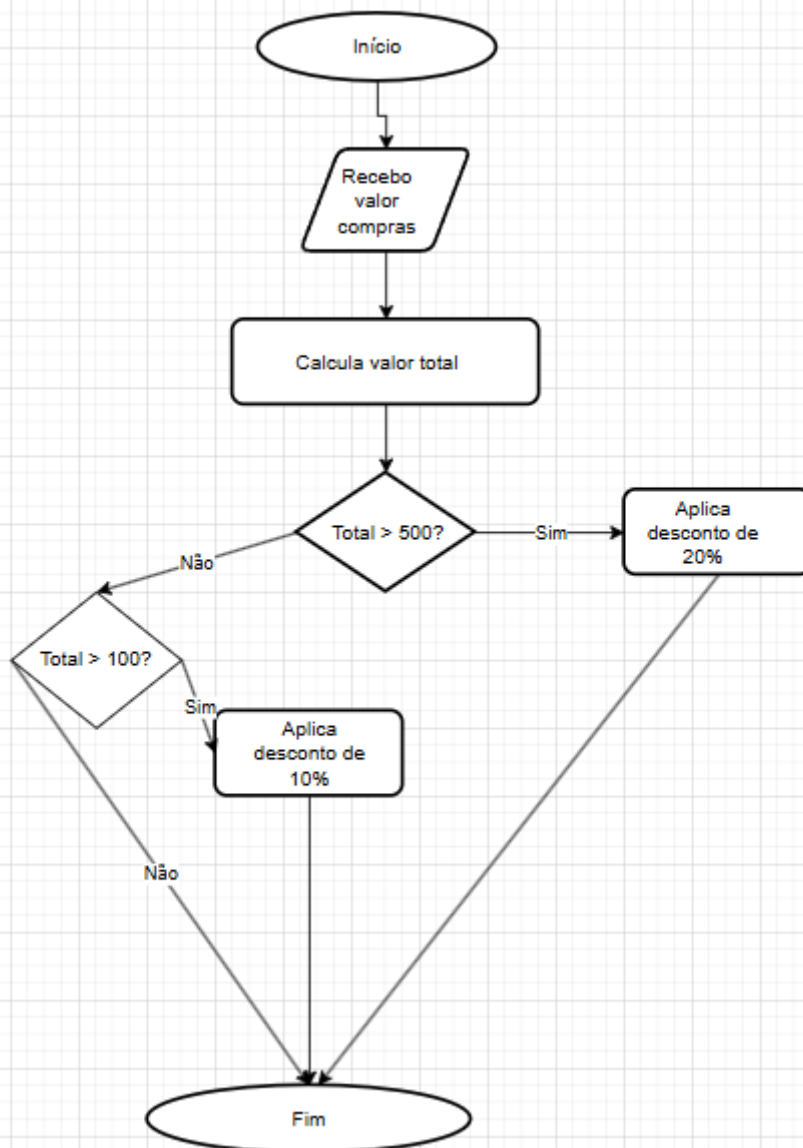 Início
Recebo
valor
compras
Calcula valor total
Total > 500?
Sim
Aplica
desconto de
20%
Não
Total > 100?
Sim
Aplica
desconto de
10%
Não
Fim